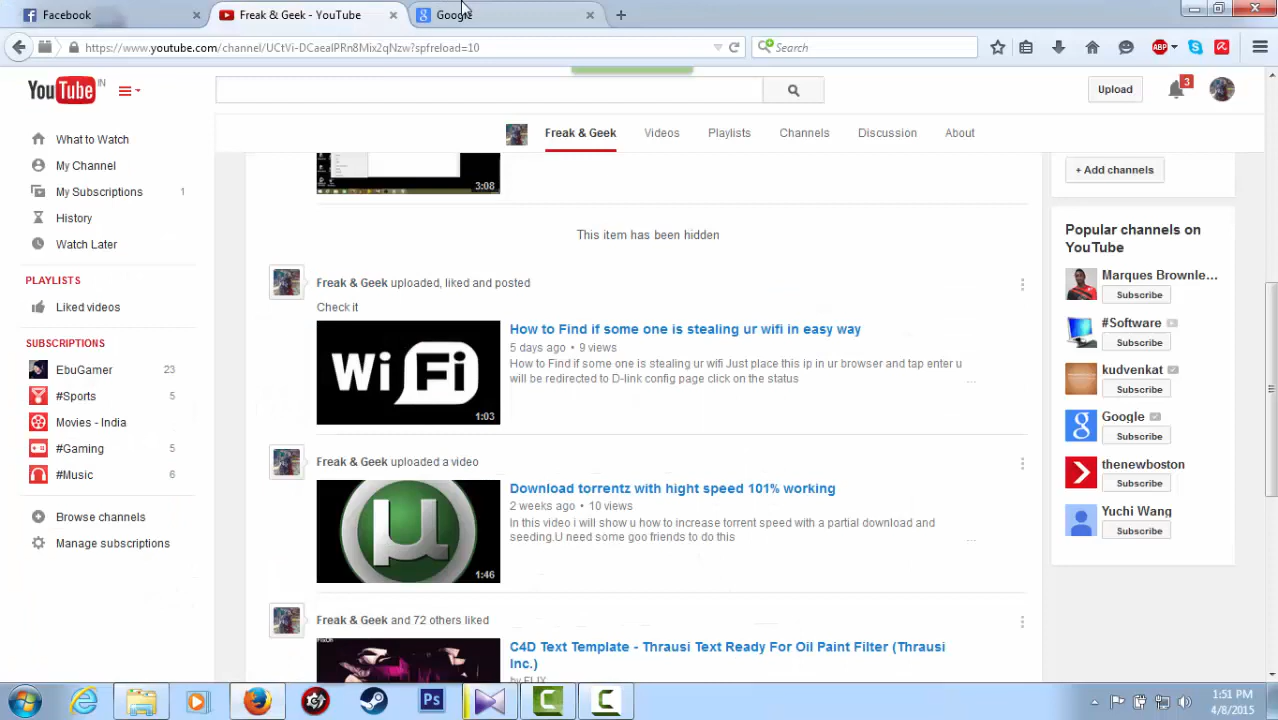 Facebook
Freak & Geek - YouTube
Google
https://www.youtube.com/channel/UCtVi-DCaealPRn8Mix2qNzw?spfreload=10
Search
ABP
YouTube IN
Upload
3
Freak & Geek
Videos
Playlists
Channels
Discussion
About
What to Watch
My Channel
My Subscriptions 1
History
Watch Later
PLAYLISTS
Liked videos
SUBSCRIPTIONS
EbuGamer 23
#Sports 5
Movies - India
#Gaming 5
#Music 6
Browse channels
Manage subscriptions
3:08
This item has been hidden
Freak & Geek uploaded, liked and posted
Check it
WiFi
1:03
How to Find if some one is stealing ur wifi in easy way
5 days ago • 9 views
How to Find if some one is stealing ur wifi Just place this ip in ur browser and tap enter u
will be redirected to D-link config page click on the status
...
Freak & Geek uploaded a video
µ
1:46
Download torrentz with hight speed 101% working
2 weeks ago • 10 views
In this video i will show u how to increase torrent speed with a partial download and
seeding.U need some goo friends to do this
...
Freak & Geek and 72 others liked
C4D Text Template - Thrausi Text Ready For Oil Paint Filter (Thrausi
Inc.)
by FLIX
+ Add channels
Popular channels on
YouTube
Marques Brownle...
Subscribe
#Software
Subscribe
kudvenkat
Subscribe
Google
Subscribe
thenewboston
Subscribe
Yuchi Wang
Subscribe
Ps
1:51 PM
4/8/2015